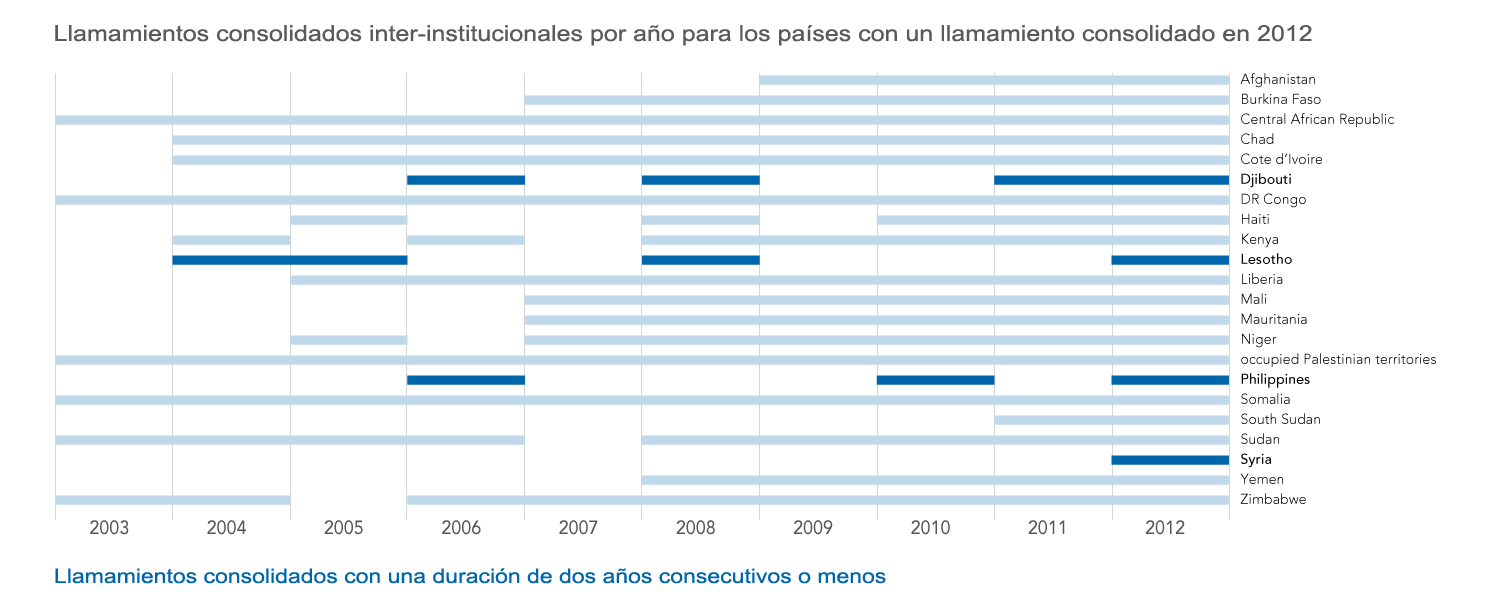 Llamamientos consolidados inter-institucionales por año para los países con un llamamiento consolidado en 2012
Afghanistan
Burkina Faso
Central African Republic
Chad
Cote d’Ivoire
Djibouti
DR Congo
Haiti
Kenya
Lesotho
Liberia
Mali
Mauritania
Niger
occupied Palestinian territories
Philippines
Somalia
South Sudan
Sudan
Syria
Yemen
Zimbabwe
2003 2004 2005 2006 2007 2008 2009 2010 2011 2012
Llamamientos consolidados con una duración de dos años consecutivos o menos